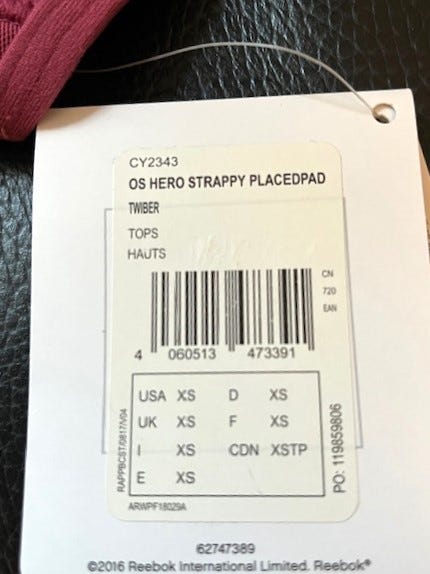 CY2343
OS HERO STRAPPY PLACEDPAD
TWIBER
TOPS
HAUTS
CN
720
EAN
4 060513 473391
USA XS D XS
UK XS F XS
I XS CDN XSTP
E XS
RAPPBCST/0817/V04
PO: 119859806
ARWPF18029A
62747389
©2016 Reebok International Limited. Reebok®